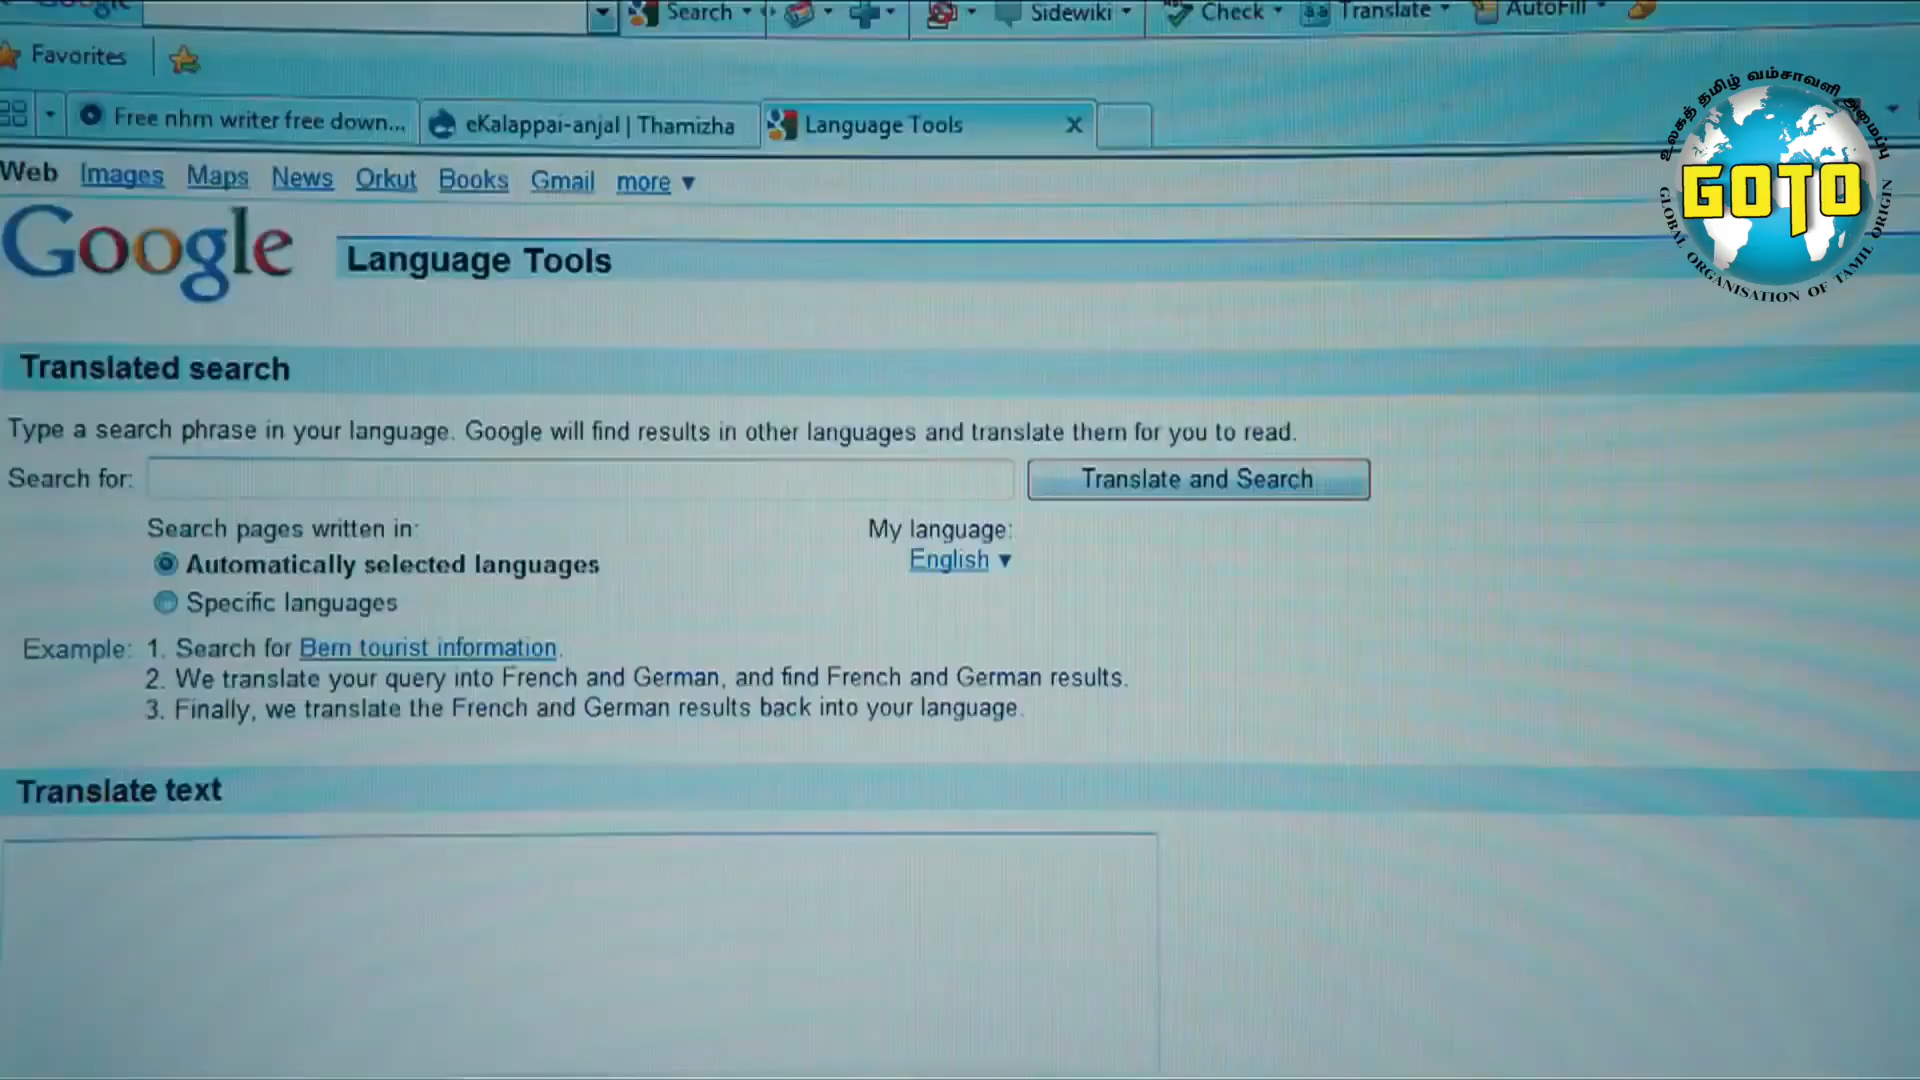 Search
Sidewiki
Check
Translate
AutoFill
Favorites
Free nhm writer free down...
eKalappai-anjal | Thamizha
Language Tools
X
Web Images Maps News Orkut Books Gmail more ▼
Google
Language Tools
உலகத் தமிழ் வம்சாவளி அமைப்பு
GOTO
GLOBAL ORGANISATION OF TAMIL ORIGIN
Translated search
Type a search phrase in your language. Google will find results in other languages and translate them for you to read.
Search for:
Translate and Search
Search pages written in:
My language:
Automatically selected languages
English ▼
Specific languages
Example: 1. Search for Bern tourist information.
2. We translate your query into French and German, and find French and German results.
3. Finally, we translate the French and German results back into your language.
Translate text